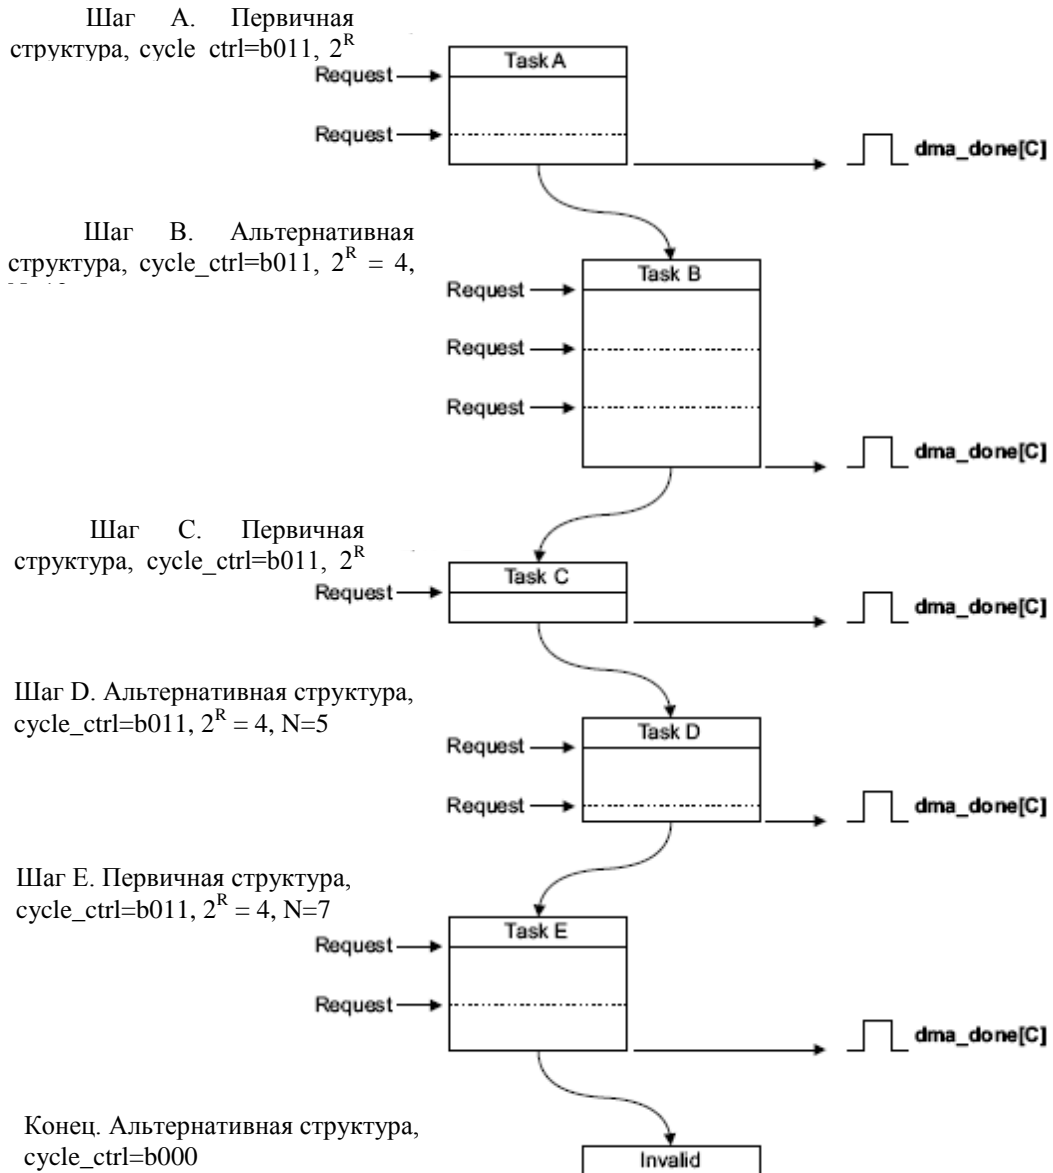 Шаг А. Первичная
структура, cycle_ctrl=b011, 2^R
Task A
Request
Request
dma_done[C]
Шаг В. Альтернативная
структура, cycle_ctrl=b011, 2^R = 4,
Task B
Request
Request
Request
dma_done[C]
Шаг С. Первичная
структура, cycle_ctrl=b011, 2^R
Task C
Request
dma_done[C]
Шаг D. Альтернативная структура,
cycle_ctrl=b011, 2^R = 4, N=5
Task D
Request
Request
dma_done[C]
Шаг Е. Первичная структура,
cycle_ctrl=b011, 2^R = 4, N=7
Task E
Request
Request
dma_done[C]
Конец. Альтернативная структура,
cycle_ctrl=b000
Invalid